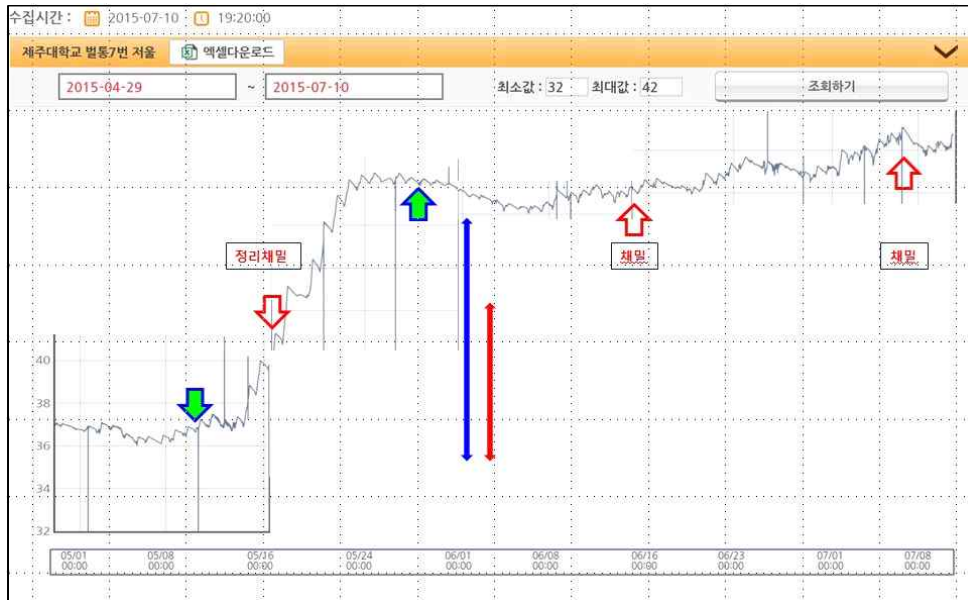 수집시간 : 2015-07-10 19:20:00
제주대학교 벌통7번 저울 엑셀다운로드
2015-04-29 ~ 2015-07-10 최소값 : 32 최대값 : 42 조회하기
정리채밀 채밀 채밀
40
38
36
34
32
05/01 05/08 05/16 05/24 06/01 06/08 06/16 06/23 07/01 07/08
00:00 00:00 00:00 00:00 00:00 00:00 00:00 00:00 00:00 00:00